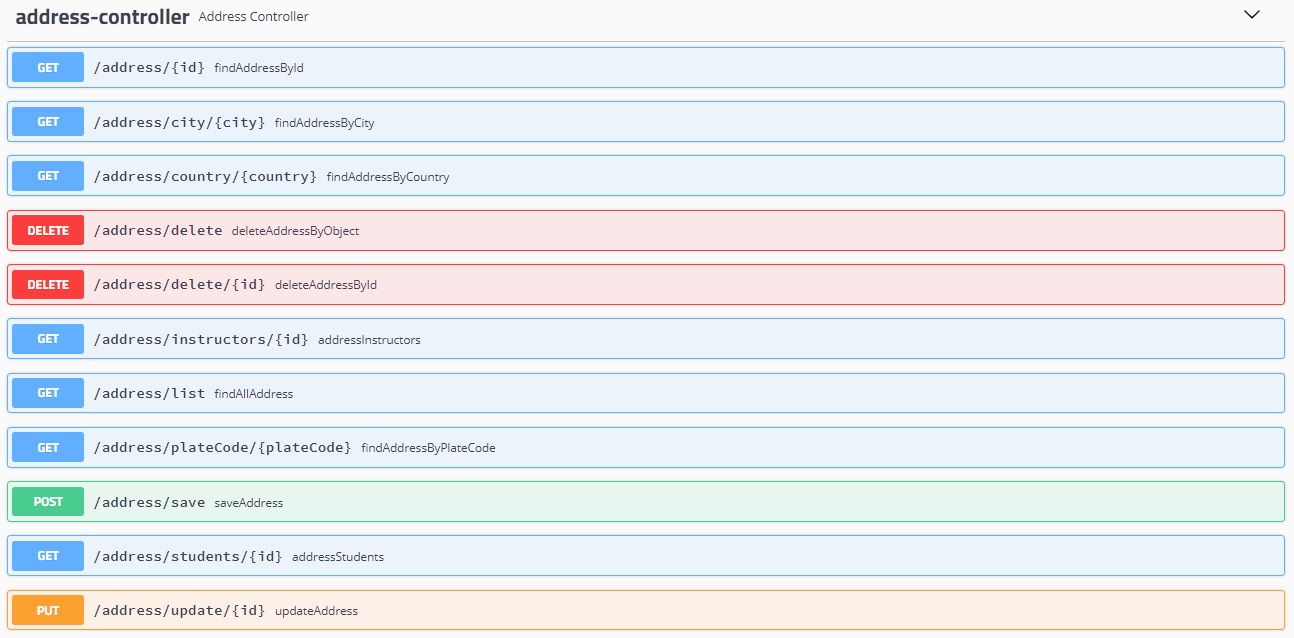 address-controller Address Controller
GET /address/{id} findAddressById
GET /address/city/{city} findAddressByCity
GET /address/country/{country} findAddressByCountry
DELETE /address/delete deleteAddressByObject
DELETE /address/delete/{id} deleteAddressById
GET /address/instructors/{id} addressInstructors
GET /address/list findAllAddress
GET /address/plateCode/{plateCode} findAddressByPlateCode
POST /address/save saveAddress
GET /address/students/{id} addressStudents
PUT /address/update/{id} updateAddress